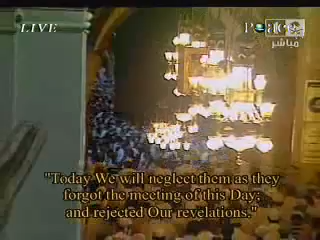 LIVE
Peace
مباشر
"Today We will neglect them as they
forgot the meeting of this Day;
and rejected Our revelations."